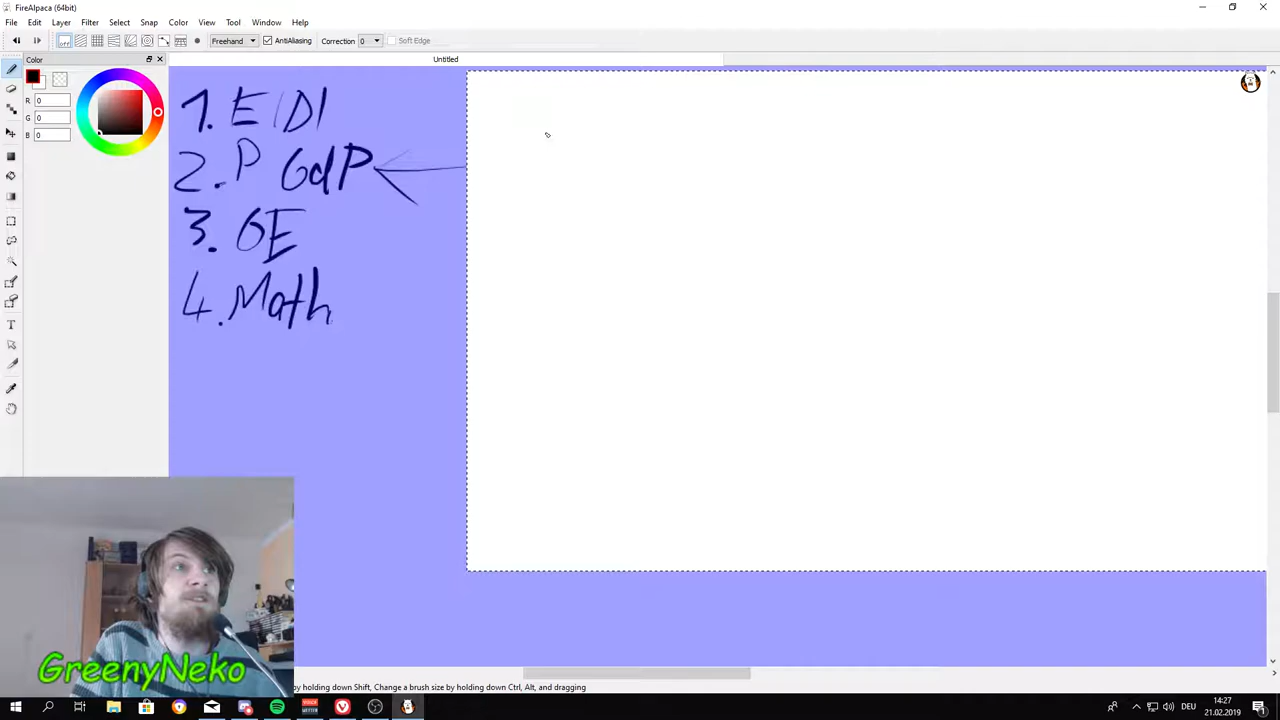 FireAlpaca (64bit)
File Edit Layer Filter Select Snap Color View Tool Window Help
off Freehand AntiAliasing Correction 0 Soft Edge
Color
Untitled
R 0
G 0
B 0
1. EIDI
2. P GdP
3. GE
4. Math
GreenyNeko
by holding down Shift, Change a brush size by holding down Ctrl, Alt, and dragging
DEU
14:27
21.02.2019